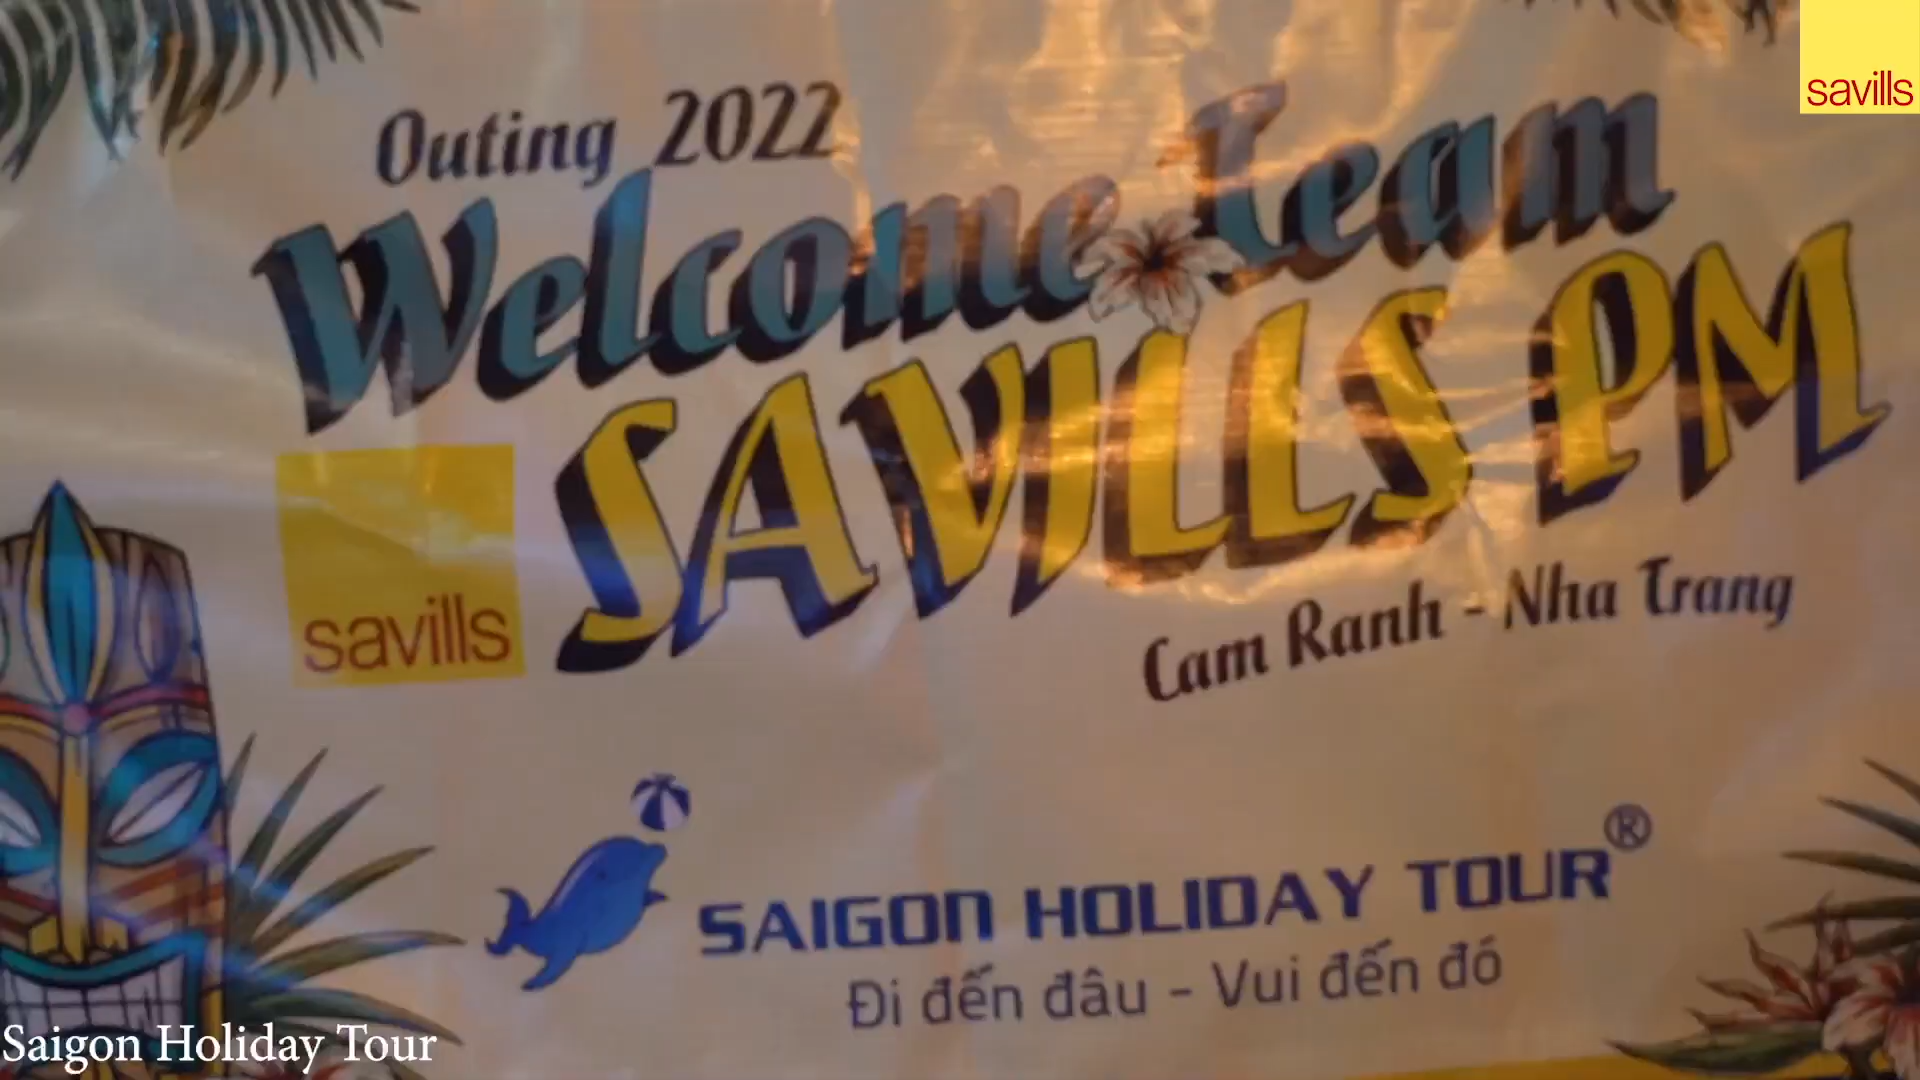 savills
Outing 2022
Welcome Team
SAVILLS PM
savills
Cam Ranh - Nha Trang
SAIGON HOLIDAY TOUR®
Đi đến đâu - Vui đến đó
Saigon Holiday Tour